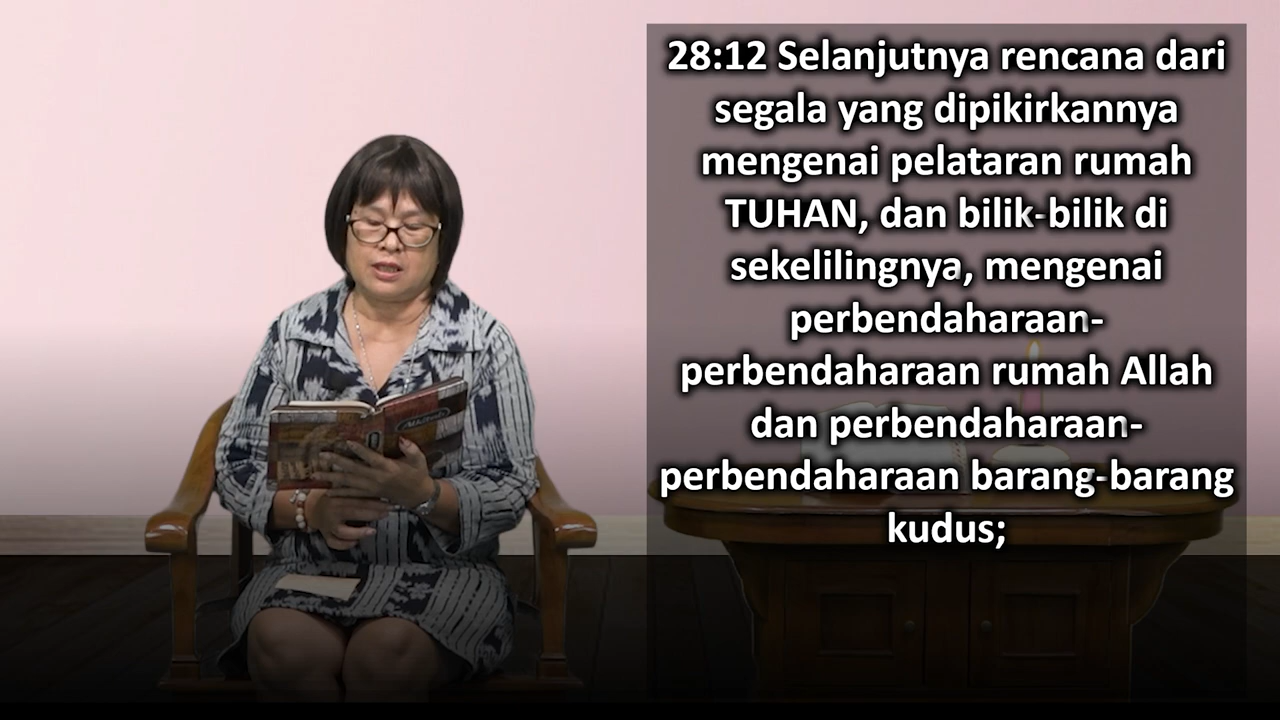 28:12 Selanjutnya rencana dari
segala yang dipikirkannya
mengenai pelataran rumah
TUHAN, dan bilik-bilik di
sekelilingnya, mengenai
perbendaharaan-
perbendaharaan rumah Allah
dan perbendaharaan-
perbendaharaan barang-barang
kudus;